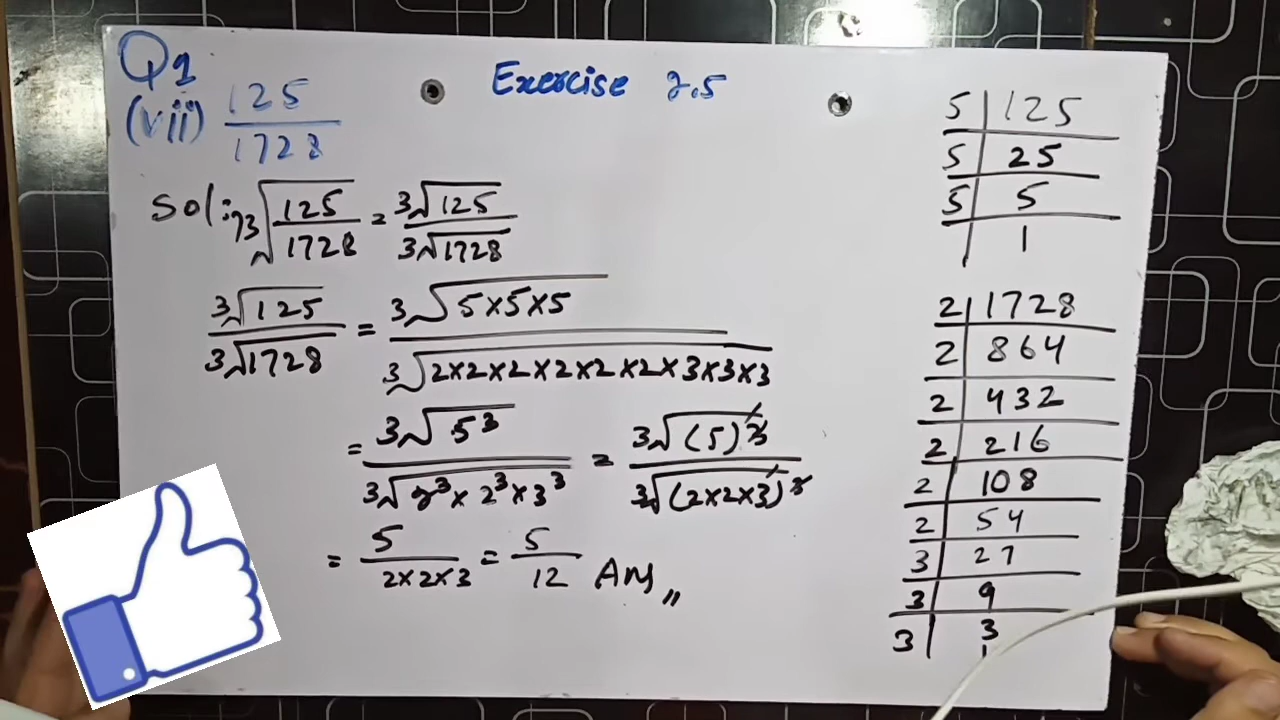 Q1
Exercise 2.5
(vii) 125/1728
Sol:→ ∛(125/1728) = ∛125/∛1728
∛125/∛1728 = ∛(5×5×5)/∛(2×2×2×2×2×2×3×3×3)
= ∛(5³)/∛(2³×2³×3³) = ∛((5)³)/∛((2×2×3)³)
= 5/(2×2×3) = 5/12 Ans,,
5 | 125
5 | 25
5 | 5
| 1
2 | 1728
2 | 864
2 | 432
2 | 216
2 | 108
2 | 54
3 | 27
3 | 9
3 | 3
1